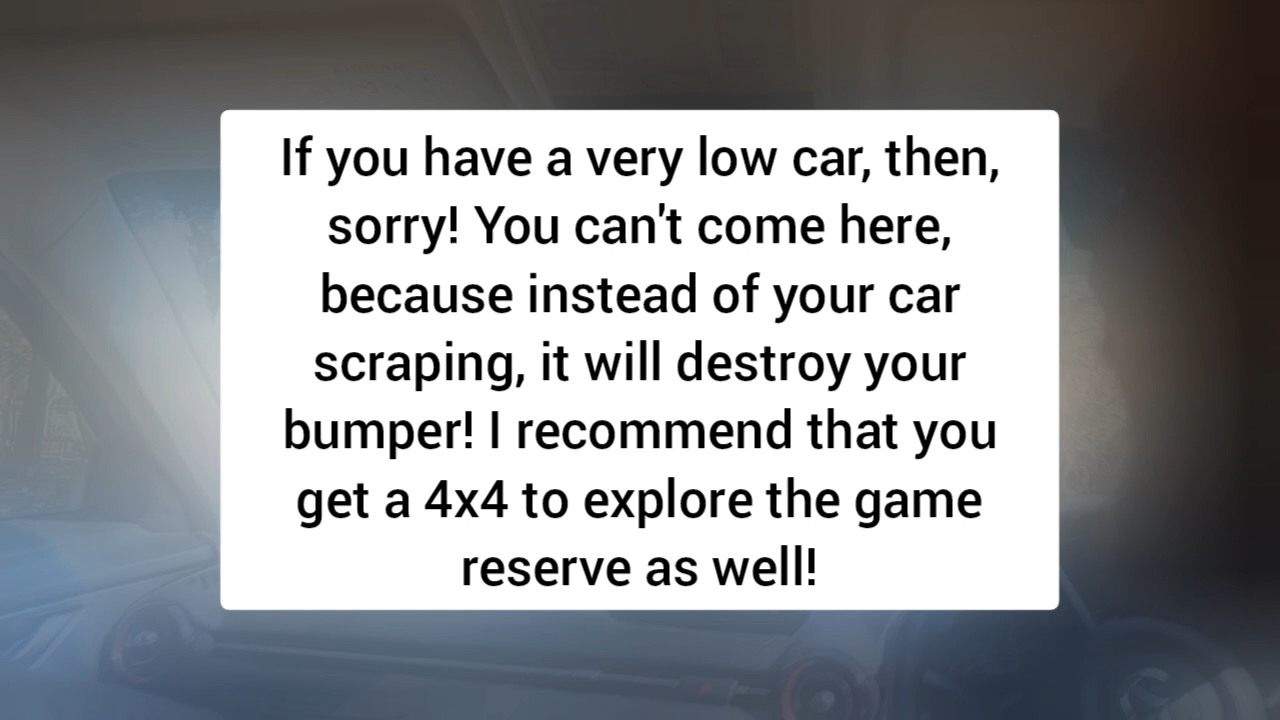 If you have a very low car, then,
sorry! You can't come here,
because instead of your car
scraping, it will destroy your
bumper! I recommend that you
get a 4x4 to explore the game
reserve as well!